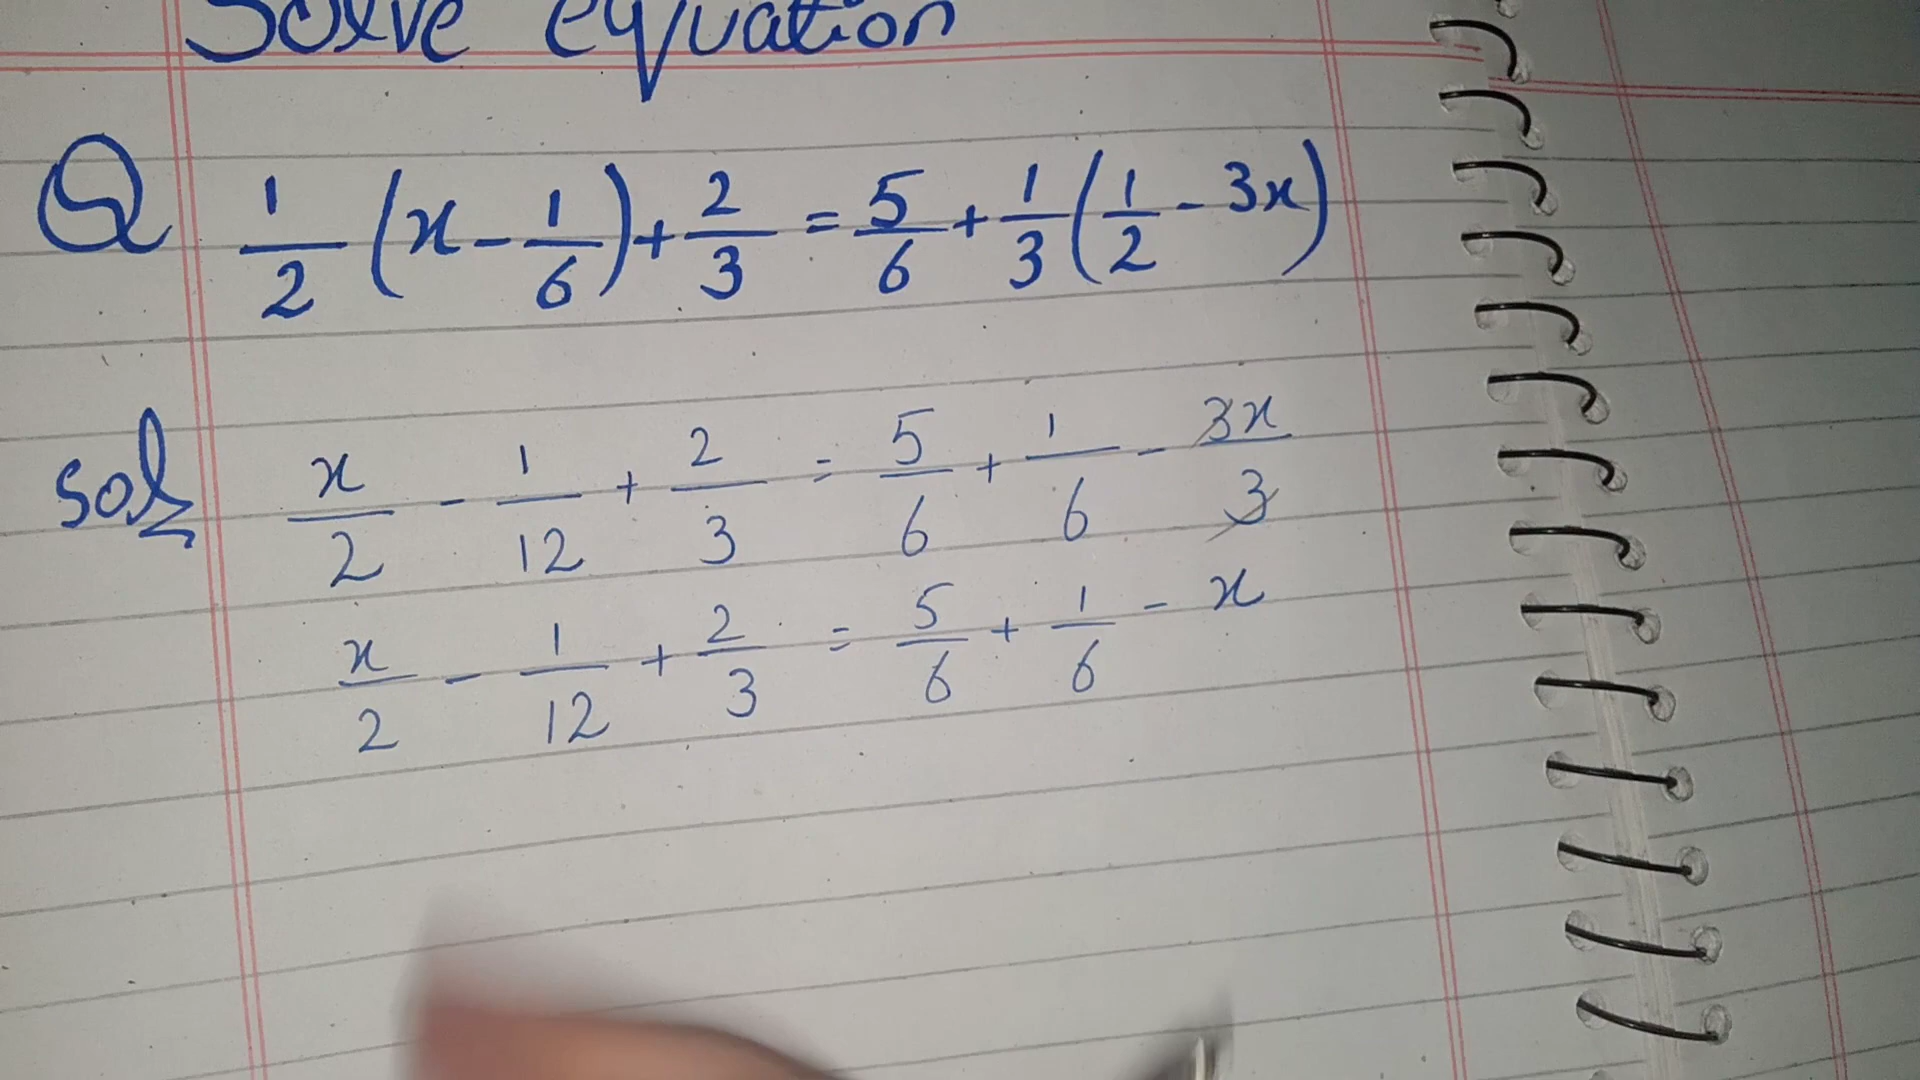 Solve equation
Q 1/2 (x - 1/6) + 2/3 = 5/6 + 1/3 (1/2 - 3x)
Sol x/2 - 1/12 + 2/3 = 5/6 + 1/6 - 3x/3
x/2 - 1/12 + 2/3 = 5/6 + 1/6 - x